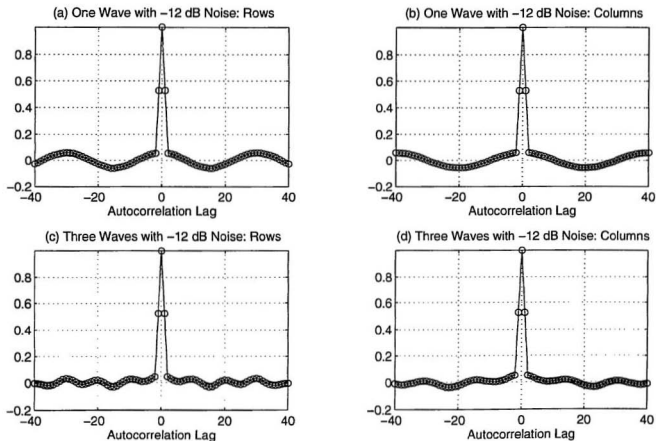 (a) One Wave with −12 dB Noise: Rows
0.8
0.6
0.4
0.2
0
−0.2
−40 −20 0 20 40
Autocorrelation Lag
(b) One Wave with −12 dB Noise: Columns
0.8
0.6
0.4
0.2
0
−0.2
−40 −20 0 20 40
Autocorrelation Lag
(c) Three Waves with −12 dB Noise: Rows
0.8
0.6
0.4
0.2
0
−0.2
−40 −20 0 20 40
Autocorrelation Lag
(d) Three Waves with −12 dB Noise: Columns
0.8
0.6
0.4
0.2
0
−0.2
−40 −20 0 20 40
Autocorrelation Lag